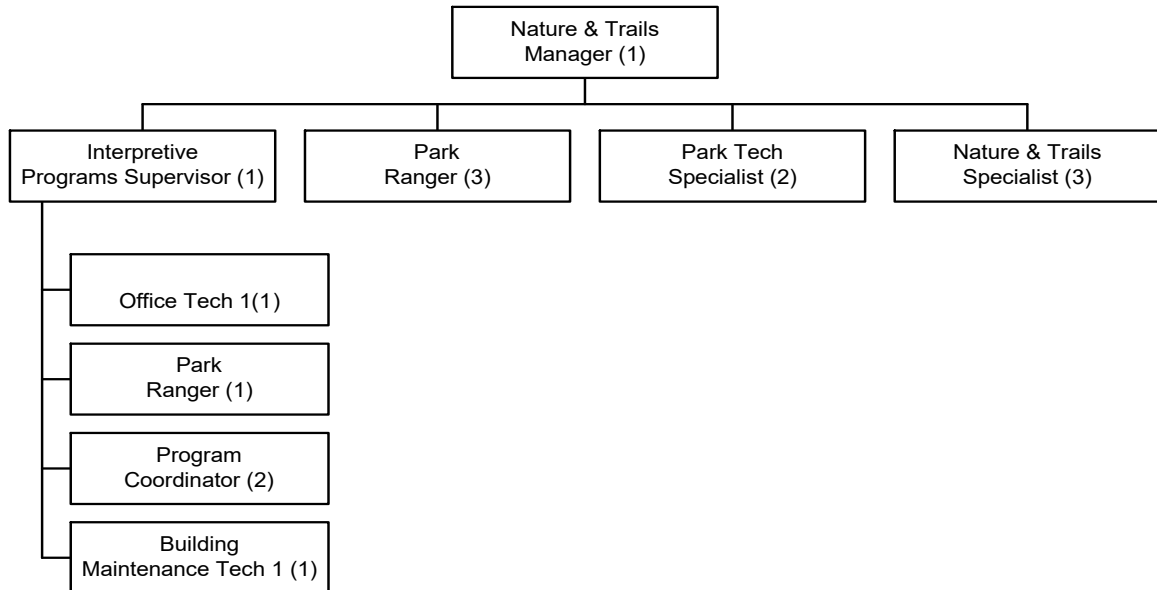 Nature & Trails
Manager (1)
Interpretive
Programs Supervisor (1)
Park
Ranger (3)
Park Tech
Specialist (2)
Nature & Trails
Specialist (3)
Office Tech 1(1)
Park
Ranger (1)
Program
Coordinator (2)
Building
Maintenance Tech 1 (1)